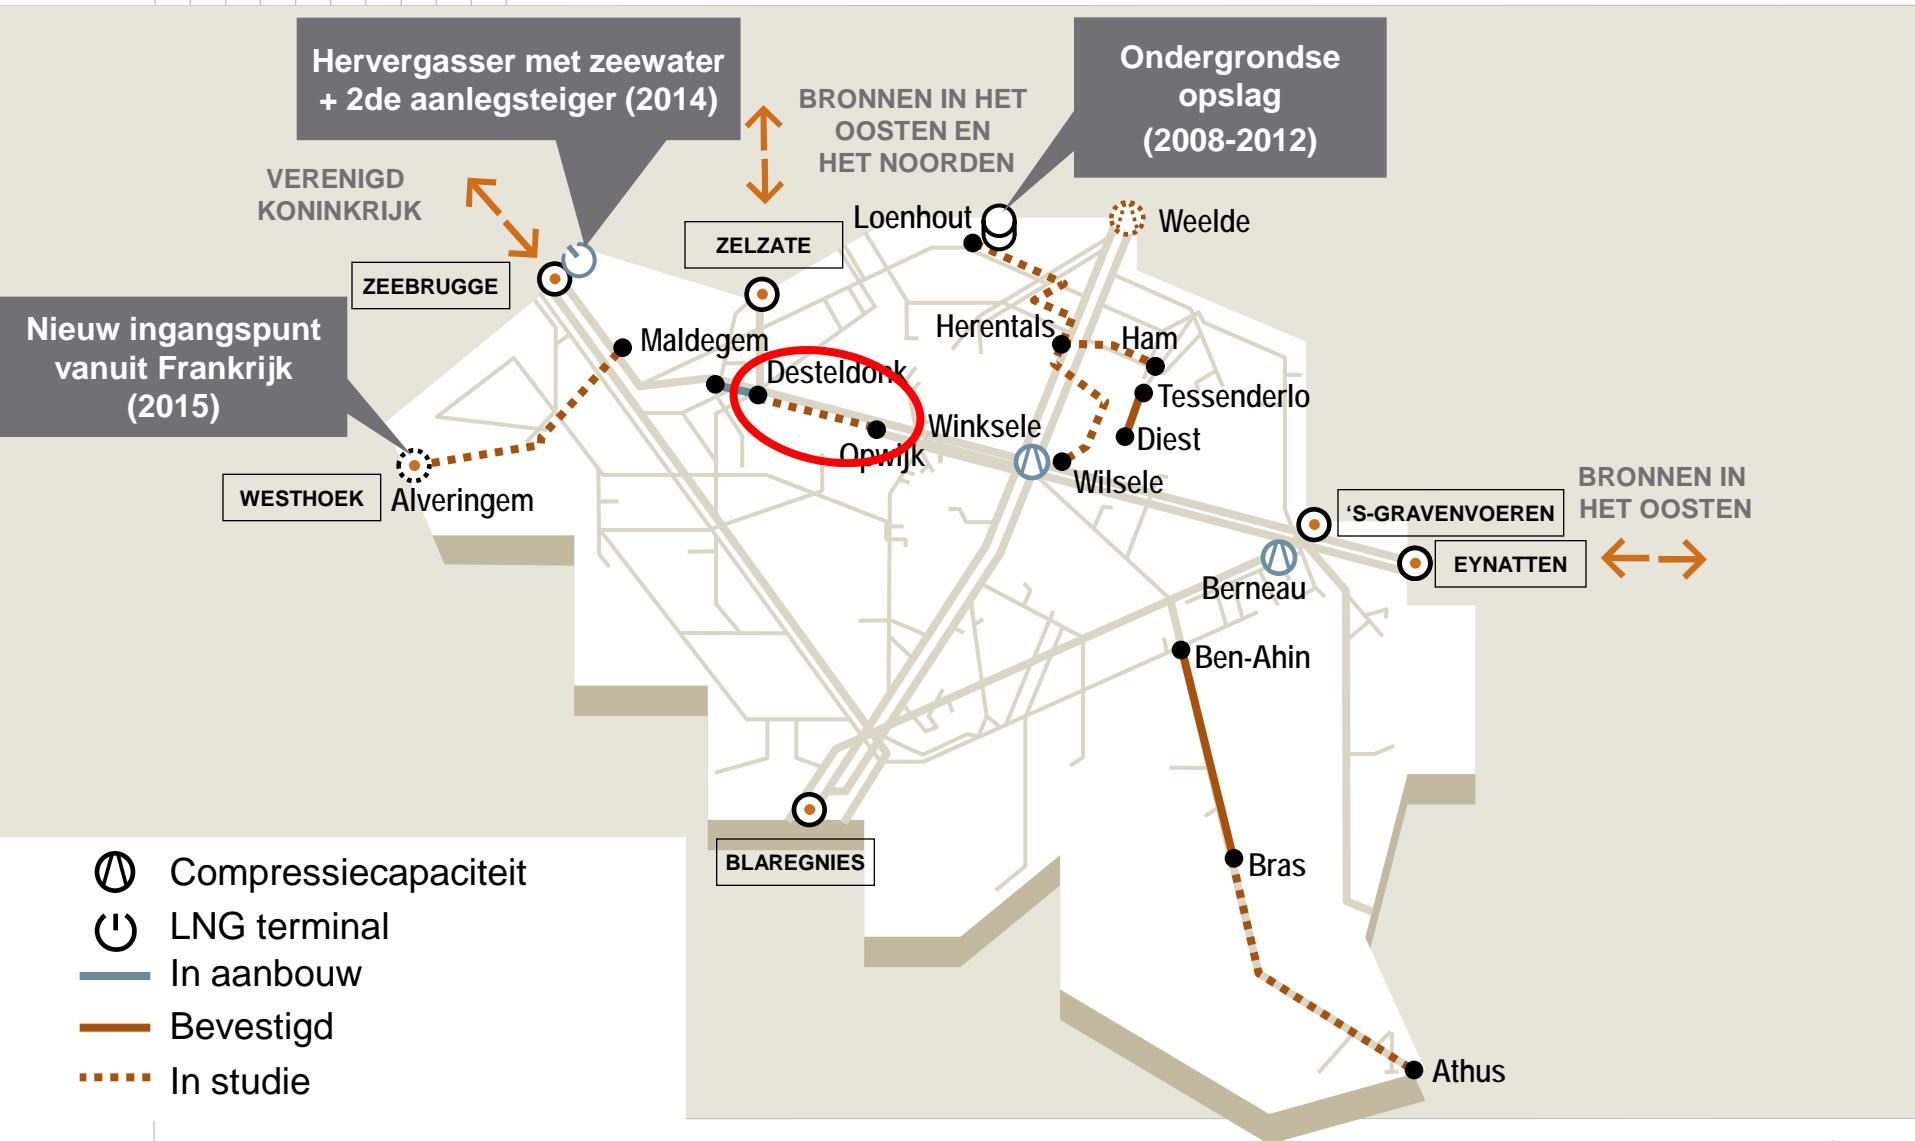 Hervergasser met zeewater
+ 2de aanlegsteiger (2014)
Ondergrondse
opslag
(2008-2012)
BRONNEN IN HET
OOSTEN EN
HET NOORDEN
VERENIGD
KONINKRIJK
Loenhout
Weelde
ZELZATE
ZEEBRUGGE
Nieuw ingangspunt
vanuit Frankrijk
(2015)
Maldegem
Herentals
Ham
Desteldonk
Tessenderlo
Winksele
Diest
Opwijk
Wilsele
WESTHOEK
Alveringem
BRONNEN IN
HET OOSTEN
‘S-GRAVENVOEREN
EYNATTEN
Berneau
Ben-Ahin
BLAREGNIES
Bras
Athus
Compressiecapaciteit
LNG terminal
In aanbouw
Bevestigd
In studie